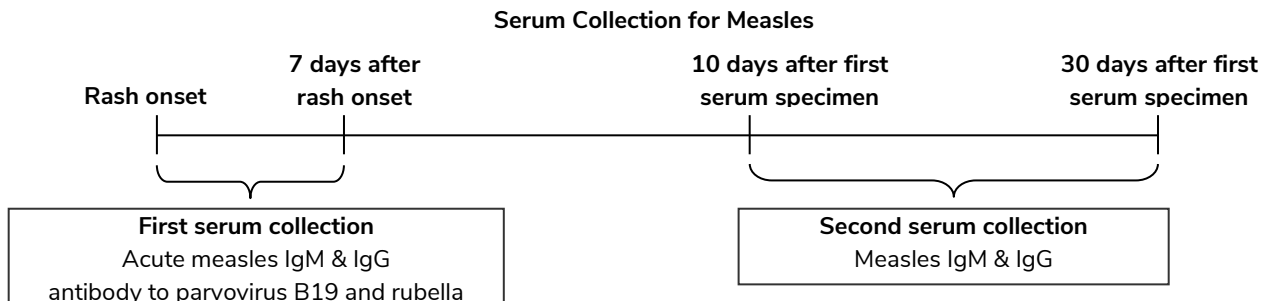 Serum Collection for Measles
Rash onset
7 days after
rash onset
10 days after first
serum specimen
30 days after first
serum specimen
First serum collection
Acute measles IgM & IgG
antibody to parvovirus B19 and rubella
Second serum collection
Measles IgM & IgG